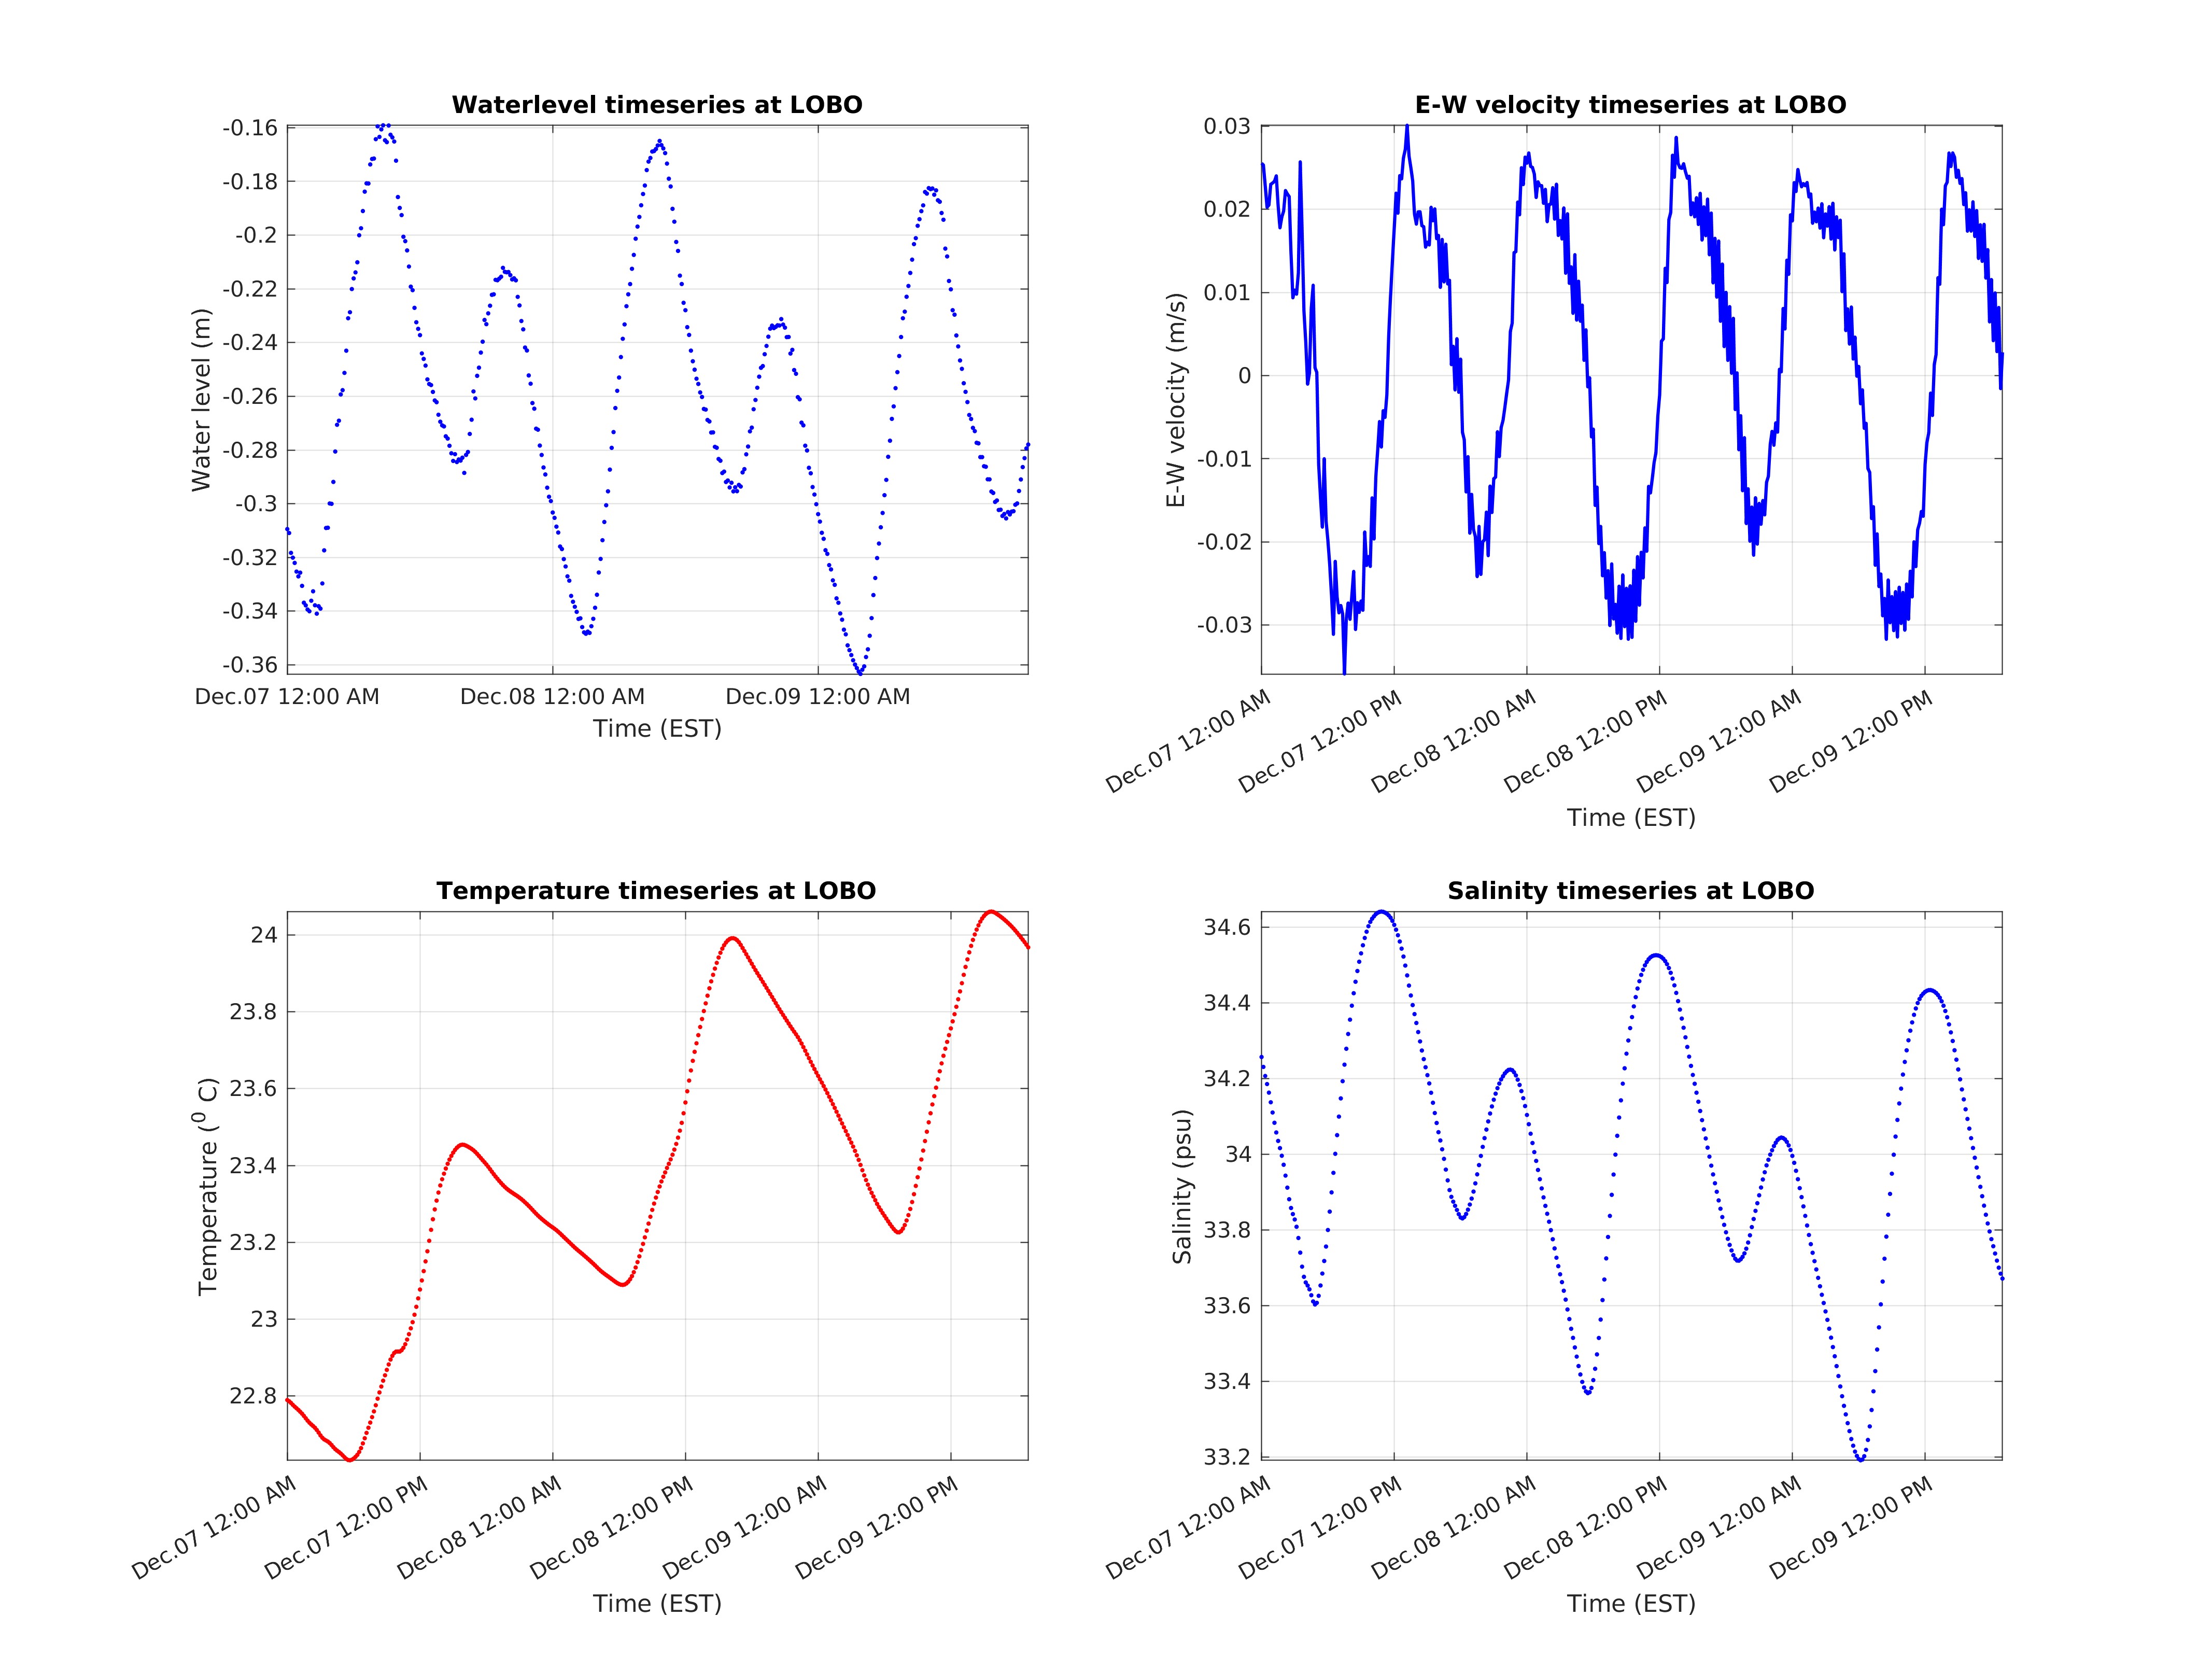 Waterlevel timeseries at LOBO
-0.16
-0.18
-0.2
-0.22
-0.24
-0.26
-0.28
-0.3
-0.32
-0.34
-0.36
Water level (m)
Dec.07 12:00 AM
Dec.08 12:00 AM
Dec.09 12:00 AM
Time (EST)
E-W velocity timeseries at LOBO
0.03
0.02
0.01
0
-0.01
-0.02
-0.03
E-W velocity (m/s)
Dec.07 12:00 AM
Dec.07 12:00 PM
Dec.08 12:00 AM
Dec.08 12:00 PM
Dec.09 12:00 AM
Dec.09 12:00 PM
Time (EST)
Temperature timeseries at LOBO
24
23.8
23.6
23.4
23.2
23
22.8
Temperature (⁰ C)
Dec.07 12:00 AM
Dec.07 12:00 PM
Dec.08 12:00 AM
Dec.08 12:00 PM
Dec.09 12:00 AM
Dec.09 12:00 PM
Time (EST)
Salinity timeseries at LOBO
34.6
34.4
34.2
34
33.8
33.6
33.4
33.2
Salinity (psu)
Dec.07 12:00 AM
Dec.07 12:00 PM
Dec.08 12:00 AM
Dec.08 12:00 PM
Dec.09 12:00 AM
Dec.09 12:00 PM
Time (EST)